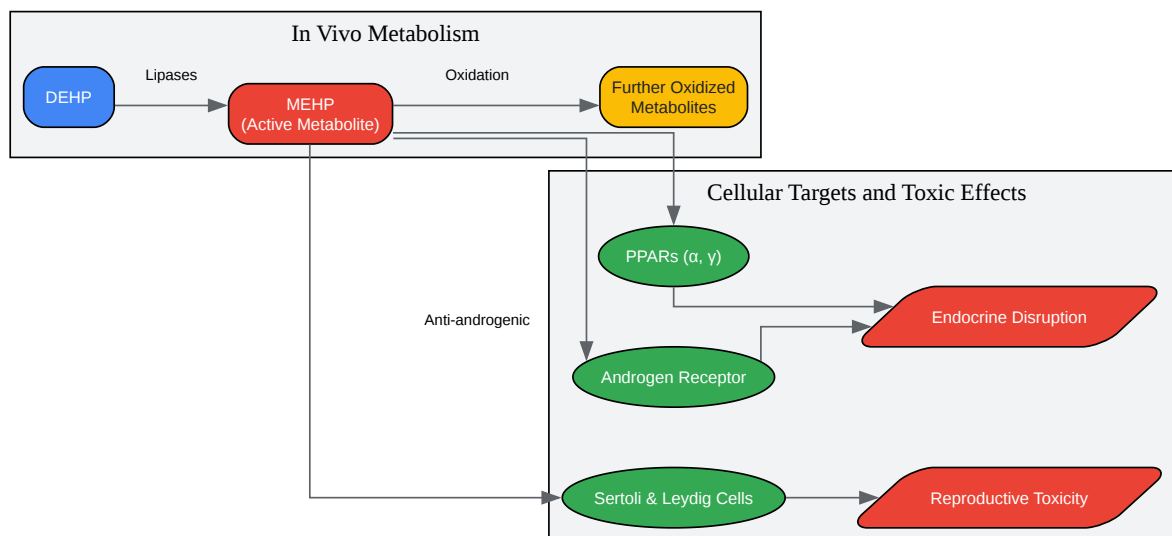 In Vivo Metabolism
DEHP
Lipases
MEHP
(Active Metabolite)
Oxidation
Further Oxidized
Metabolites
Cellular Targets and Toxic Effects
PPARs (α, γ)
Endocrine Disruption
Anti-androgenic
Androgen Receptor
Sertoli & Leydig Cells
Reproductive Toxicity